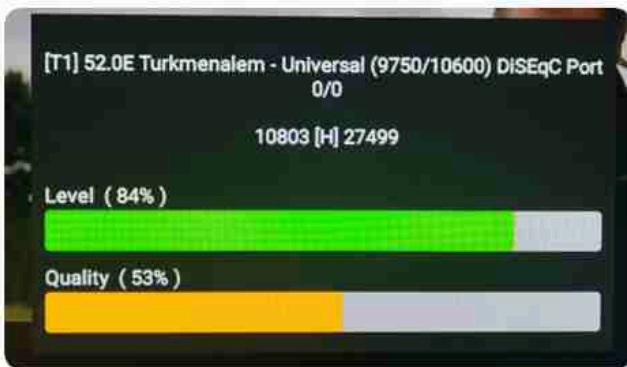 [T1] 52.0E Turkmenalem - Universal (9750/10600) DiSEqC Port
0/0
10803 [H] 27499
Level ( 84% )
Quality ( 53% )